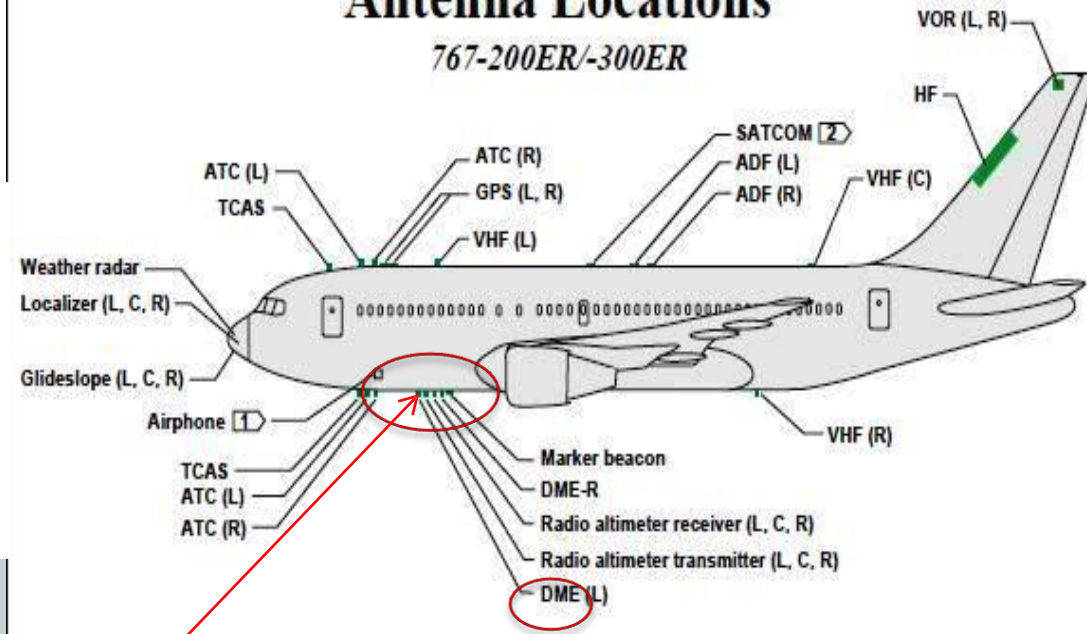 Antenna Locations
767-200ER/-300ER
VOR (L, R)
HF
SATCOM 2
ADF (L)
ADF (R)
VHF (C)
ATC (R)
GPS (L, R)
VHF (L)
ATC (L)
TCAS
Weather radar
Localizer (L, C, R)
Glideslope (L, C, R)
Airphone 1
TCAS
ATC (L)
ATC (R)
VHF (R)
Marker beacon
DME-R
Radio altimeter receiver (L, C, R)
Radio altimeter transmitter (L, C, R)
DME (L)